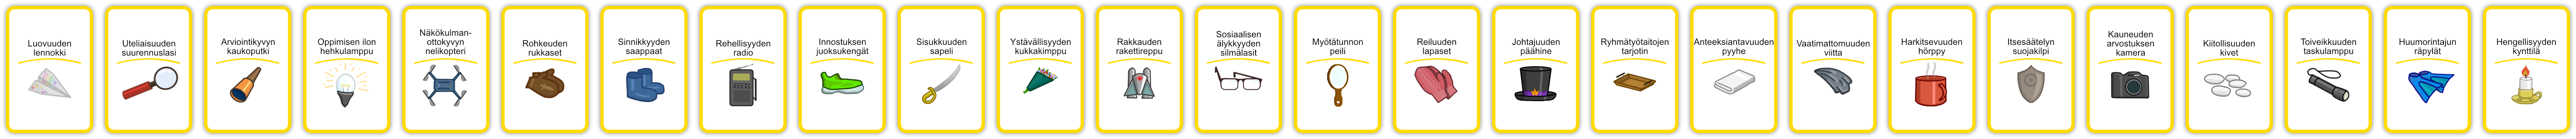 Luovuuden
lennokki
Uteliaisuuden
suurennuslasi
Arviointikyvyn
kaukoputki
Oppimisen ilon
hehkulamppu
Näkökulman-
ottokyvyn
nelikopteri
Rohkeuden
rukkaset
Sinnikkyyden
saappaat
Rehellisyyden
radio
Innostuksen
juoksukengät
Sisukkuuden
sapeli
Ystävällisyyden
kukkakimppu
Rakkauden
rakettireppu
Sosiaalisen
älykkyyden
silmälasit
Myötätunnon
peili
Reiluuden
lapaset
Johtajuuden
päähine
Ryhmätyötaitojen
tarjotin
Anteeksiantavuuden
pyyhe
Vaatimattomuuden
viitta
Harkitsevuuden
hörppy
Itsesäätelyn
suojakilpi
Kauneuden
arvostuksen
kamera
Kiitollisuuden
kivet
Toiveikkuuden
taskulamppu
Huumorintajun
räpylät
Hengellisyyden
kynttilä